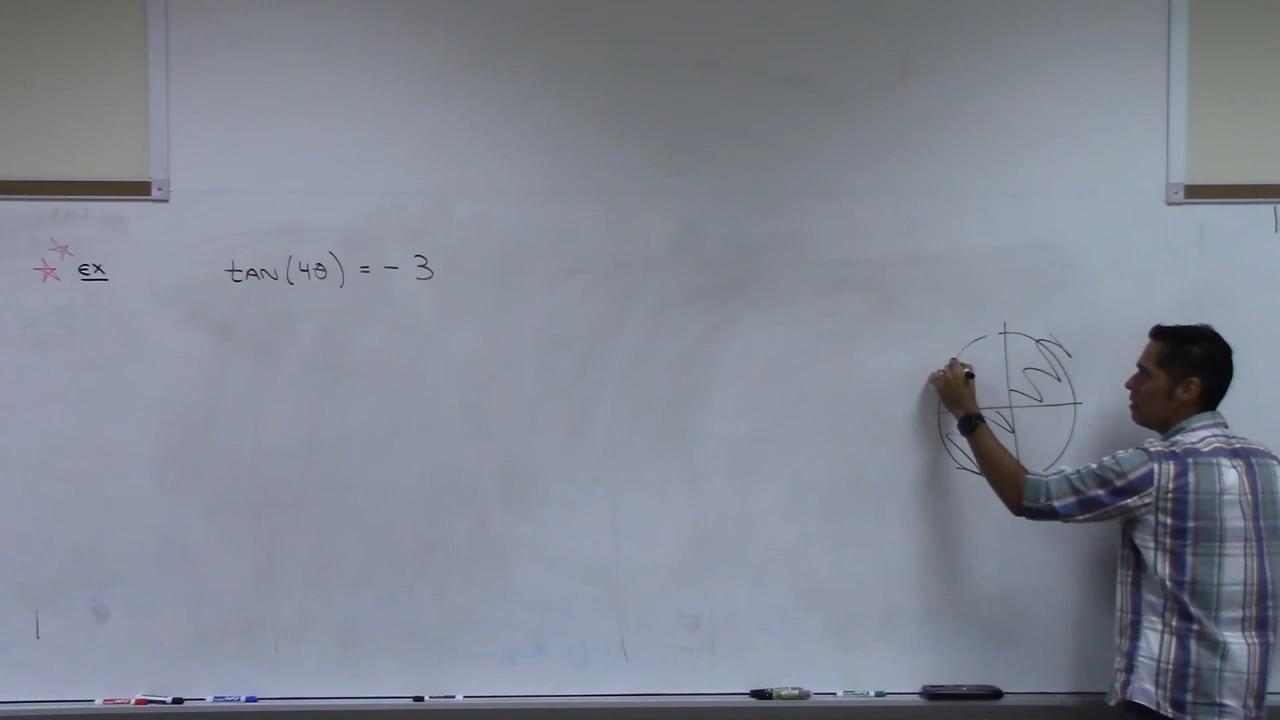 ex tan(4θ) = - 3